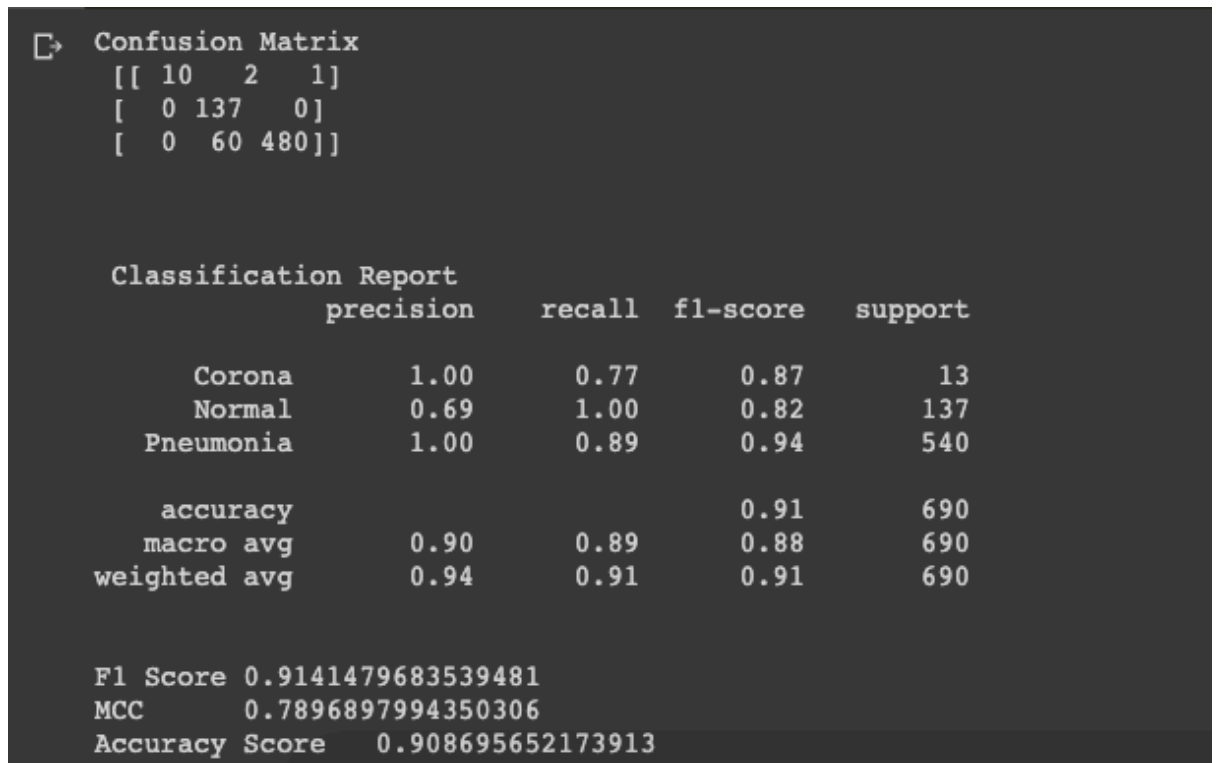 Confusion Matrix
[[ 10   2   1]
[  0 137   0]
[  0  60 480]]
Classification Report
precision recall f1-score support
Corona 1.00 0.77 0.87 13
Normal 0.69 1.00 0.82 137
Pneumonia 1.00 0.89 0.94 540
accuracy 0.91 690
macro avg 0.90 0.89 0.88 690
weighted avg 0.94 0.91 0.91 690
F1 Score 0.9141479683539481
MCC 0.7896897994350306
Accuracy Score 0.908695652173913